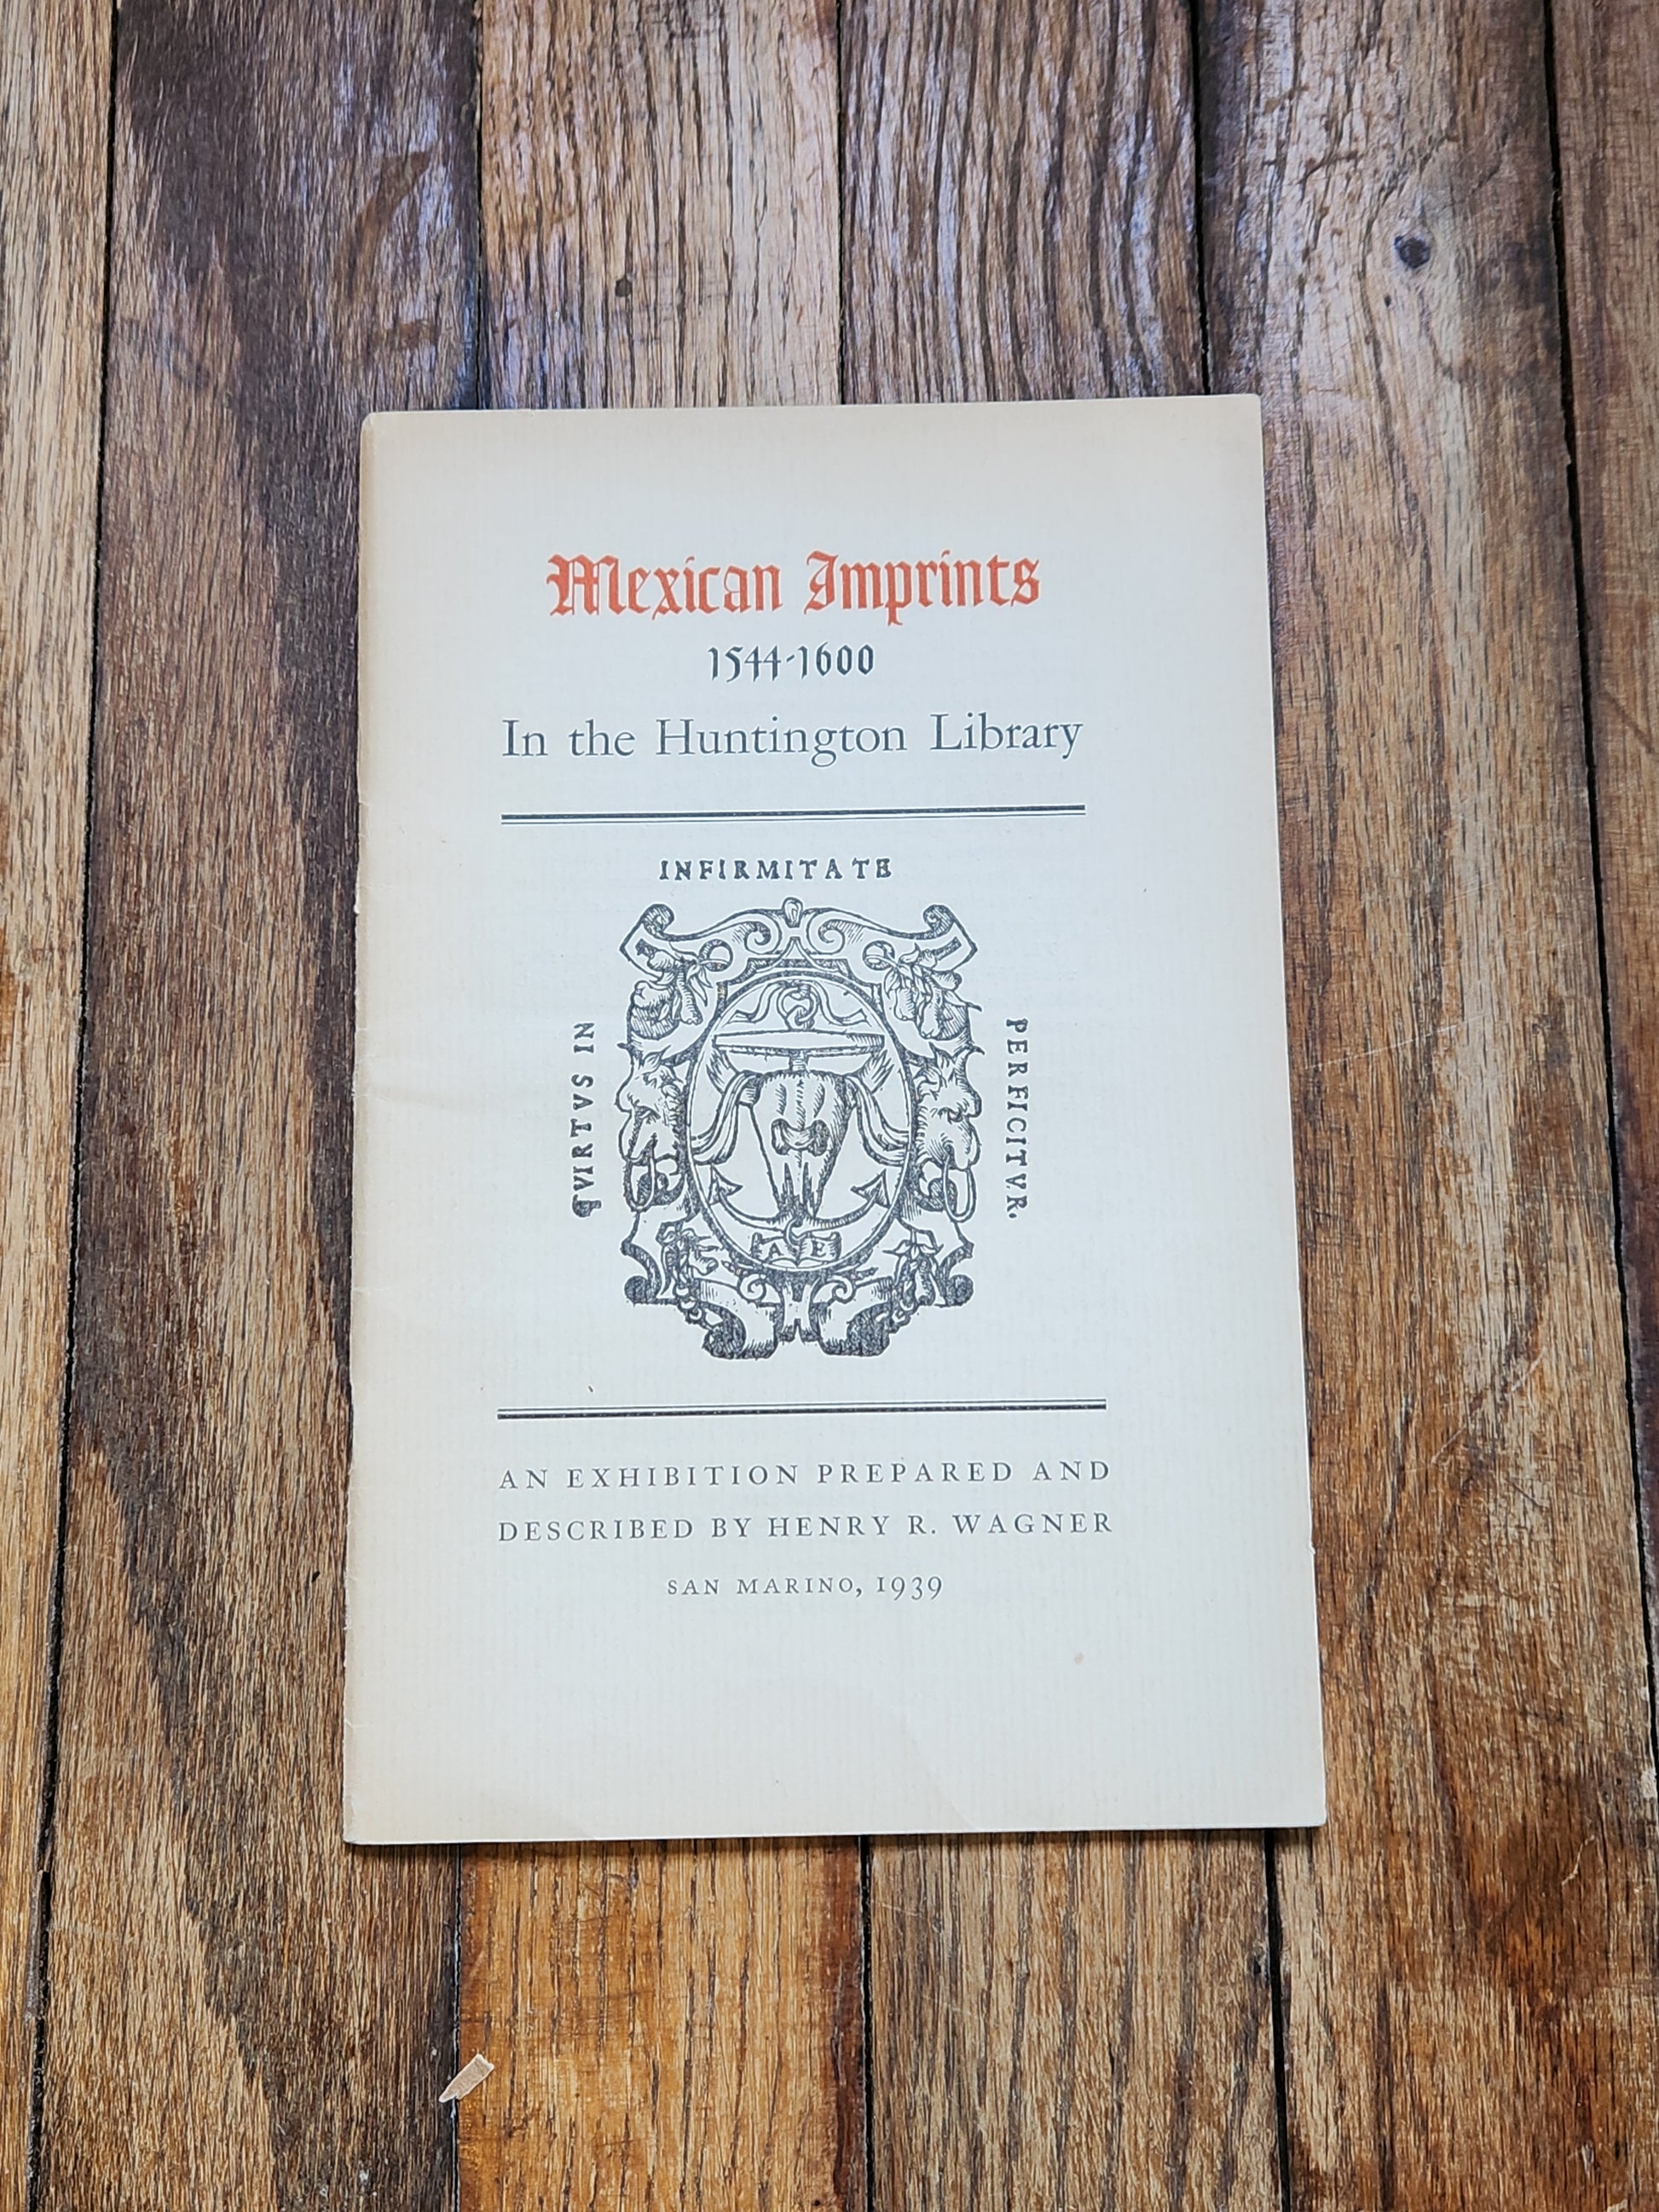 Mexican Imprints
1544-1600
In the Huntington Library
VIRTVS IN
INFIRMITATE
PERFICITVR.
A E
AN EXHIBITION PREPARED AND
DESCRIBED BY HENRY R. WAGNER
SAN MARINO, 1939